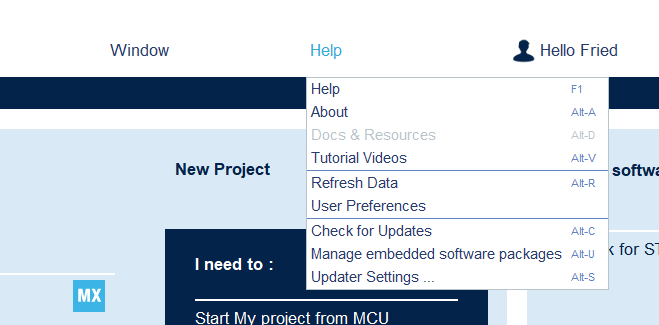 Window Help Hello Fried
Help F1
About Alt-A
Docs & Resources Alt-D
Tutorial Videos Alt-V
New Project
Refresh Data Alt-R
softwa
User Preferences
Check for Updates Alt-C
k for ST
Manage embedded software packages Alt-U
I need to :
Updater Settings ... Alt-S
MX
Start My project from MCU